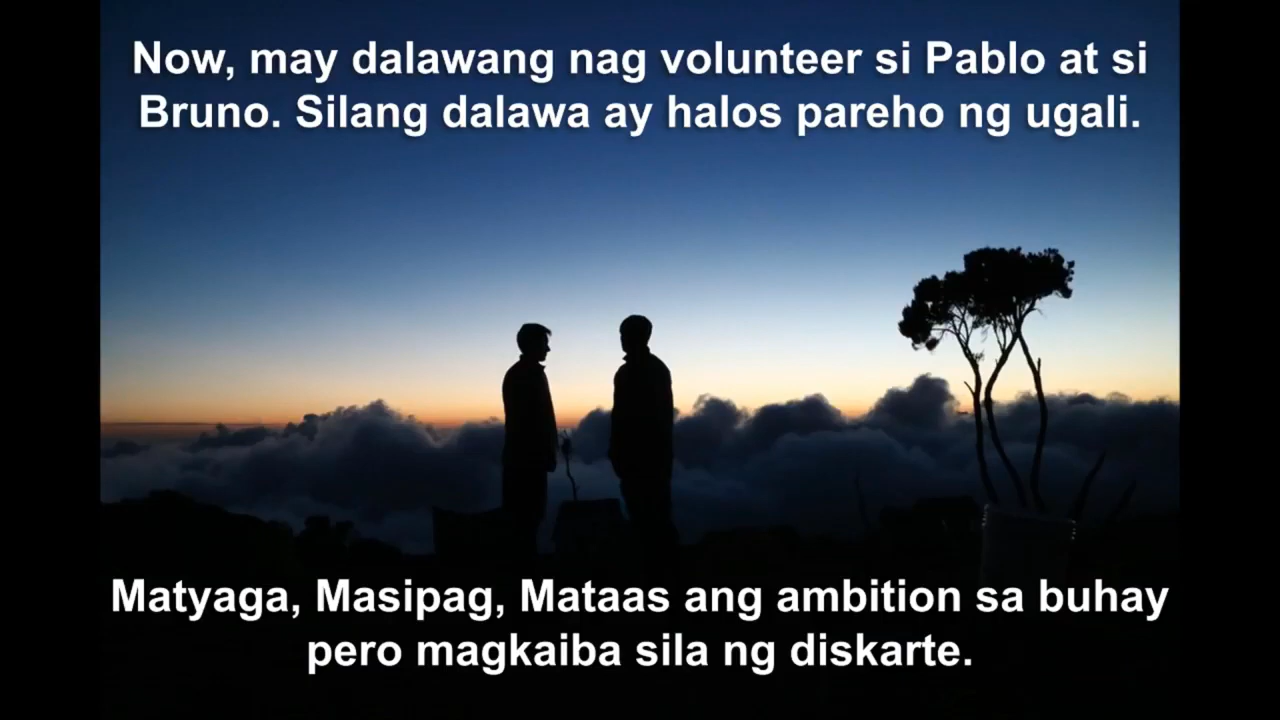 Now, may dalawang nag volunteer si Pablo at si
Bruno. Silang dalawa ay halos pareho ng ugali.
Matyaga, Masipag, Mataas ang ambition sa buhay
pero magkaiba sila ng diskarte.